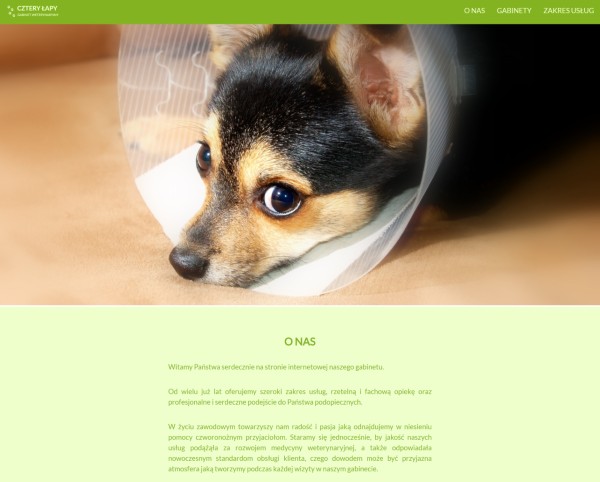 CZTERY ŁAPY
GABINET WETERYNARYJNY
O NAS GABINETY ZAKRES USŁUG
O NAS
Witamy Państwa serdecznie na stronie internetowej naszego gabinetu.
Od wielu już lat oferujemy szeroki zakres usług, rzetelną i fachową opiekę oraz
profesjonalne i serdeczne podejście do Państwa podopiecznych.
W życiu zawodowym towarzyszy nam radość i pasja jaką odnajdujemy w niesieniu
pomocy czworonożnym przyjaciołom. Staramy się jednocześnie, by jakość naszych
usług podążała za rozwojem medycyny weterynaryjnej, a także odpowiadała
nowoczesnym standardom obsługi klienta, czego dowodem może być przyjazna
atmosfera jaką tworzymy podczas każdej wizyty w naszym gabinecie.